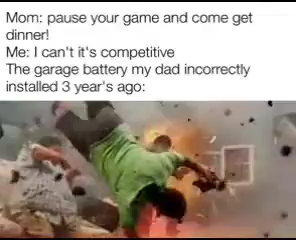 Mom: pause your game and come get
dinner!
Me: I can't it's competitive
The garage battery my dad incorrectly
installed 3 year's ago: